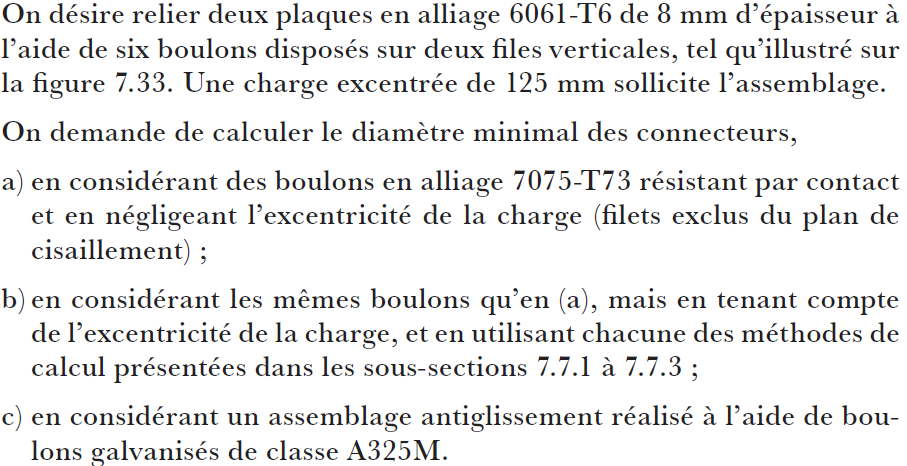 On désire relier deux plaques en alliage 6061-T6 de 8 mm d'épaisseur à
l'aide de six boulons disposés sur deux files verticales, tel qu'illustré sur
la figure 7.33. Une charge excentrée de 125 mm sollicite l'assemblage.
On demande de calculer le diamètre minimal des connecteurs,
a) en considérant des boulons en alliage 7075-T73 résistant par contact
et en négligeant l'excentricité de la charge (filets exclus du plan de
cisaillement) ;
b) en considérant les mêmes boulons qu'en (a), mais en tenant compte
de l'excentricité de la charge, et en utilisant chacune des méthodes de
calcul présentées dans les sous-sections 7.7.1 à 7.7.3 ;
c) en considérant un assemblage antiglissement réalisé à l'aide de bou-
lons galvanisés de classe A325M.